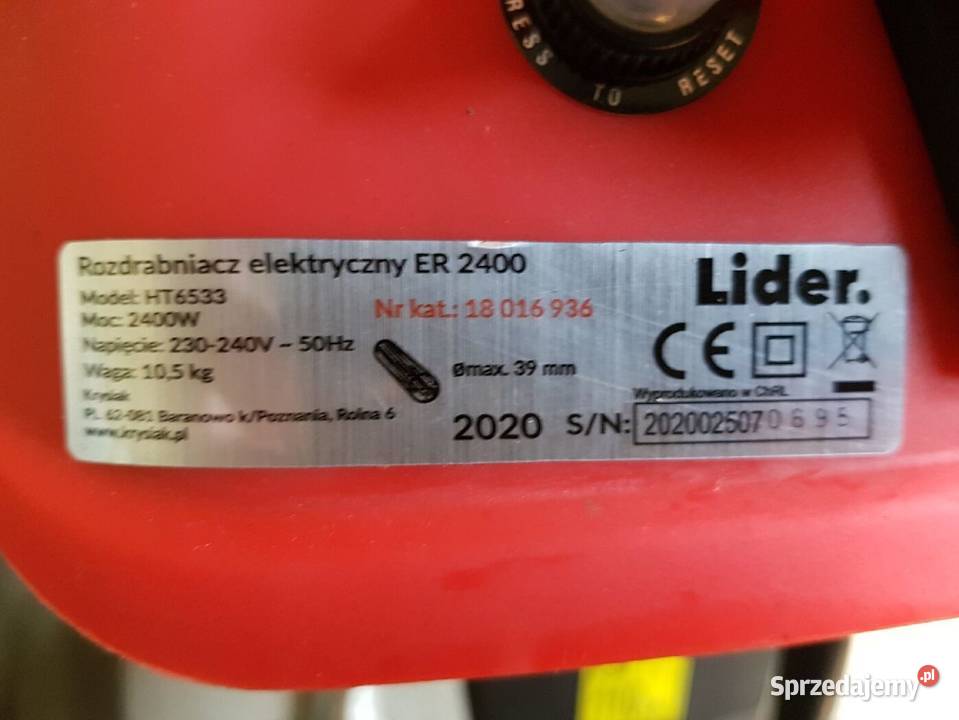 PRESS TO RESET
Rozdrabniacz elektryczny ER 2400
Model: HT6533
Moc: 2400W
Napięcie: 230-240V ~ 50Hz
Waga: 10,5 kg
Krysiak
PL 62-081 Baranowo k/Poznania, Rolna 6
www.krysiak.pl
Nr kat.: 18 016 936
Ømax. 39 mm
2020
Lider.
CE
Wyprodukowano w ChRL
S/N: 2020025070695
Sprzedajemy.pl